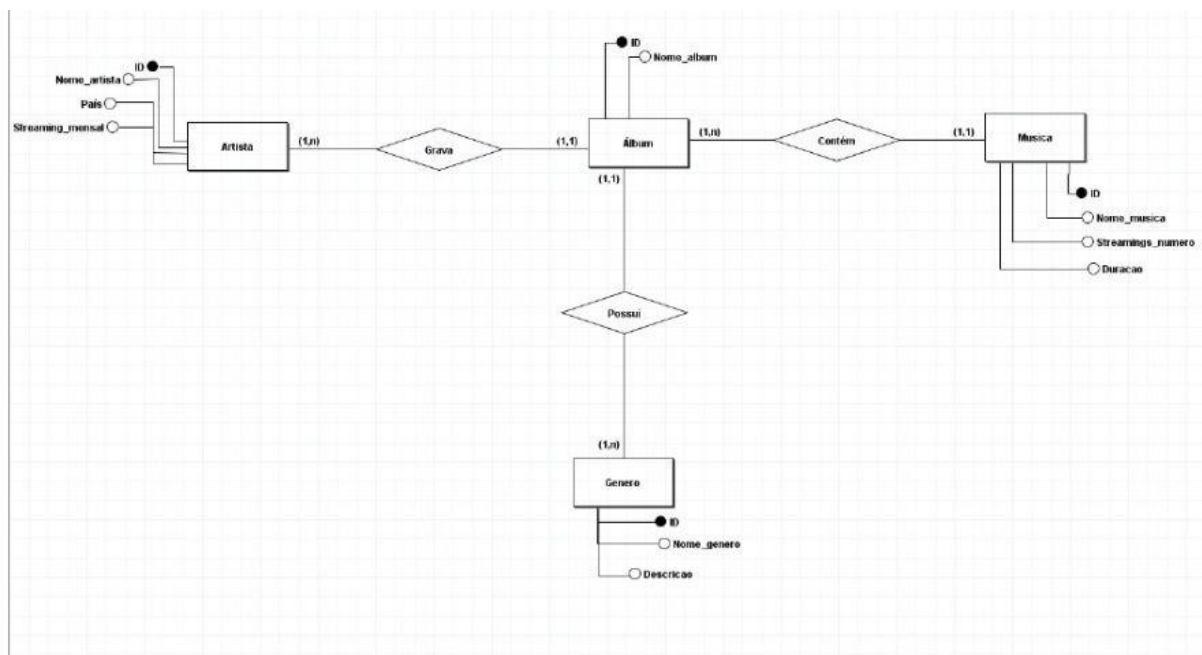 ID
Nome_artista
País
Streaming_mensal
Artista
(1,n)
Grava
(1,1)
ID
Nome_album
Álbum
(1,1)
(1,n)
Contém
(1,1)
Musica
ID
Nome_musica
Streamings_numero
Duracao
Possui
(1,n)
Genero
ID
Nome_genero
Descricao